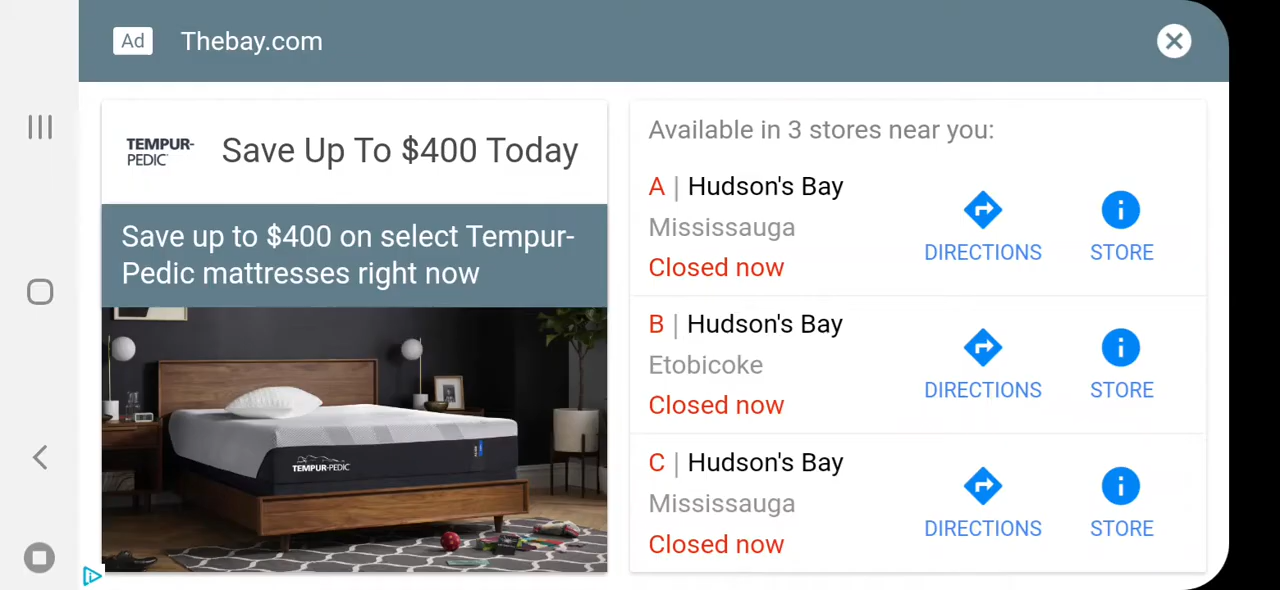 Ad Thebay.com
TEMPUR-
PEDIC
Save Up To $400 Today
Save up to $400 on select Tempur-
Pedic mattresses right now
TEMPUR-PEDIC
Available in 3 stores near you:
A | Hudson's Bay
Mississauga
Closed now
DIRECTIONS
STORE
B | Hudson's Bay
Etobicoke
Closed now
DIRECTIONS
STORE
C | Hudson's Bay
Mississauga
Closed now
DIRECTIONS
STORE